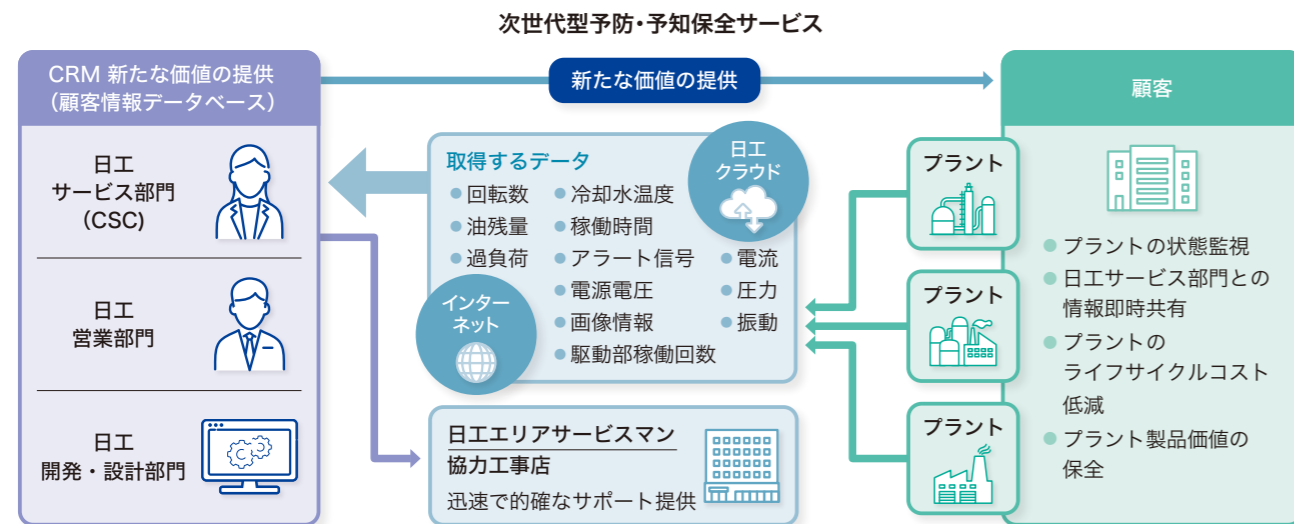 次世代型予防・予知保全サービス
CRM 新たな価値の提供
（顧客情報データベース）
日工
サービス部門
（CSC）
日工
営業部門
日工
開発・設計部門
新たな価値の提供
取得するデータ
日工
クラウド
● 回転数
● 油残量
● 過負荷
● 冷却水温度
● 稼働時間
● アラート信号
● 電源電圧
● 画像情報
● 駆動部稼働回数
● 電流
● 圧力
● 振動
インター
ネット
日工エリアサービスマン
協力工事店
迅速で的確なサポート提供
プラント
プラント
プラント
顧客
● プラントの状態監視
● 日工サービス部門との
情報即時共有
● プラントの
ライフサイクルコスト
低減
● プラント製品価値の
保全